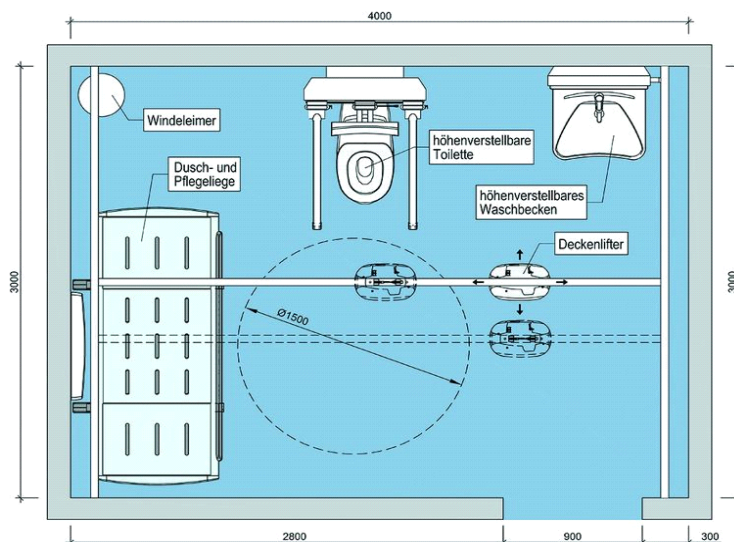 4000
Windeleimer
höhenverstellbare
Toilette
Dusch- und
Pflegeliege
höhenverstellbares
Waschbecken
Deckenlifter
3000
3000
Ø1500
2800
900
300